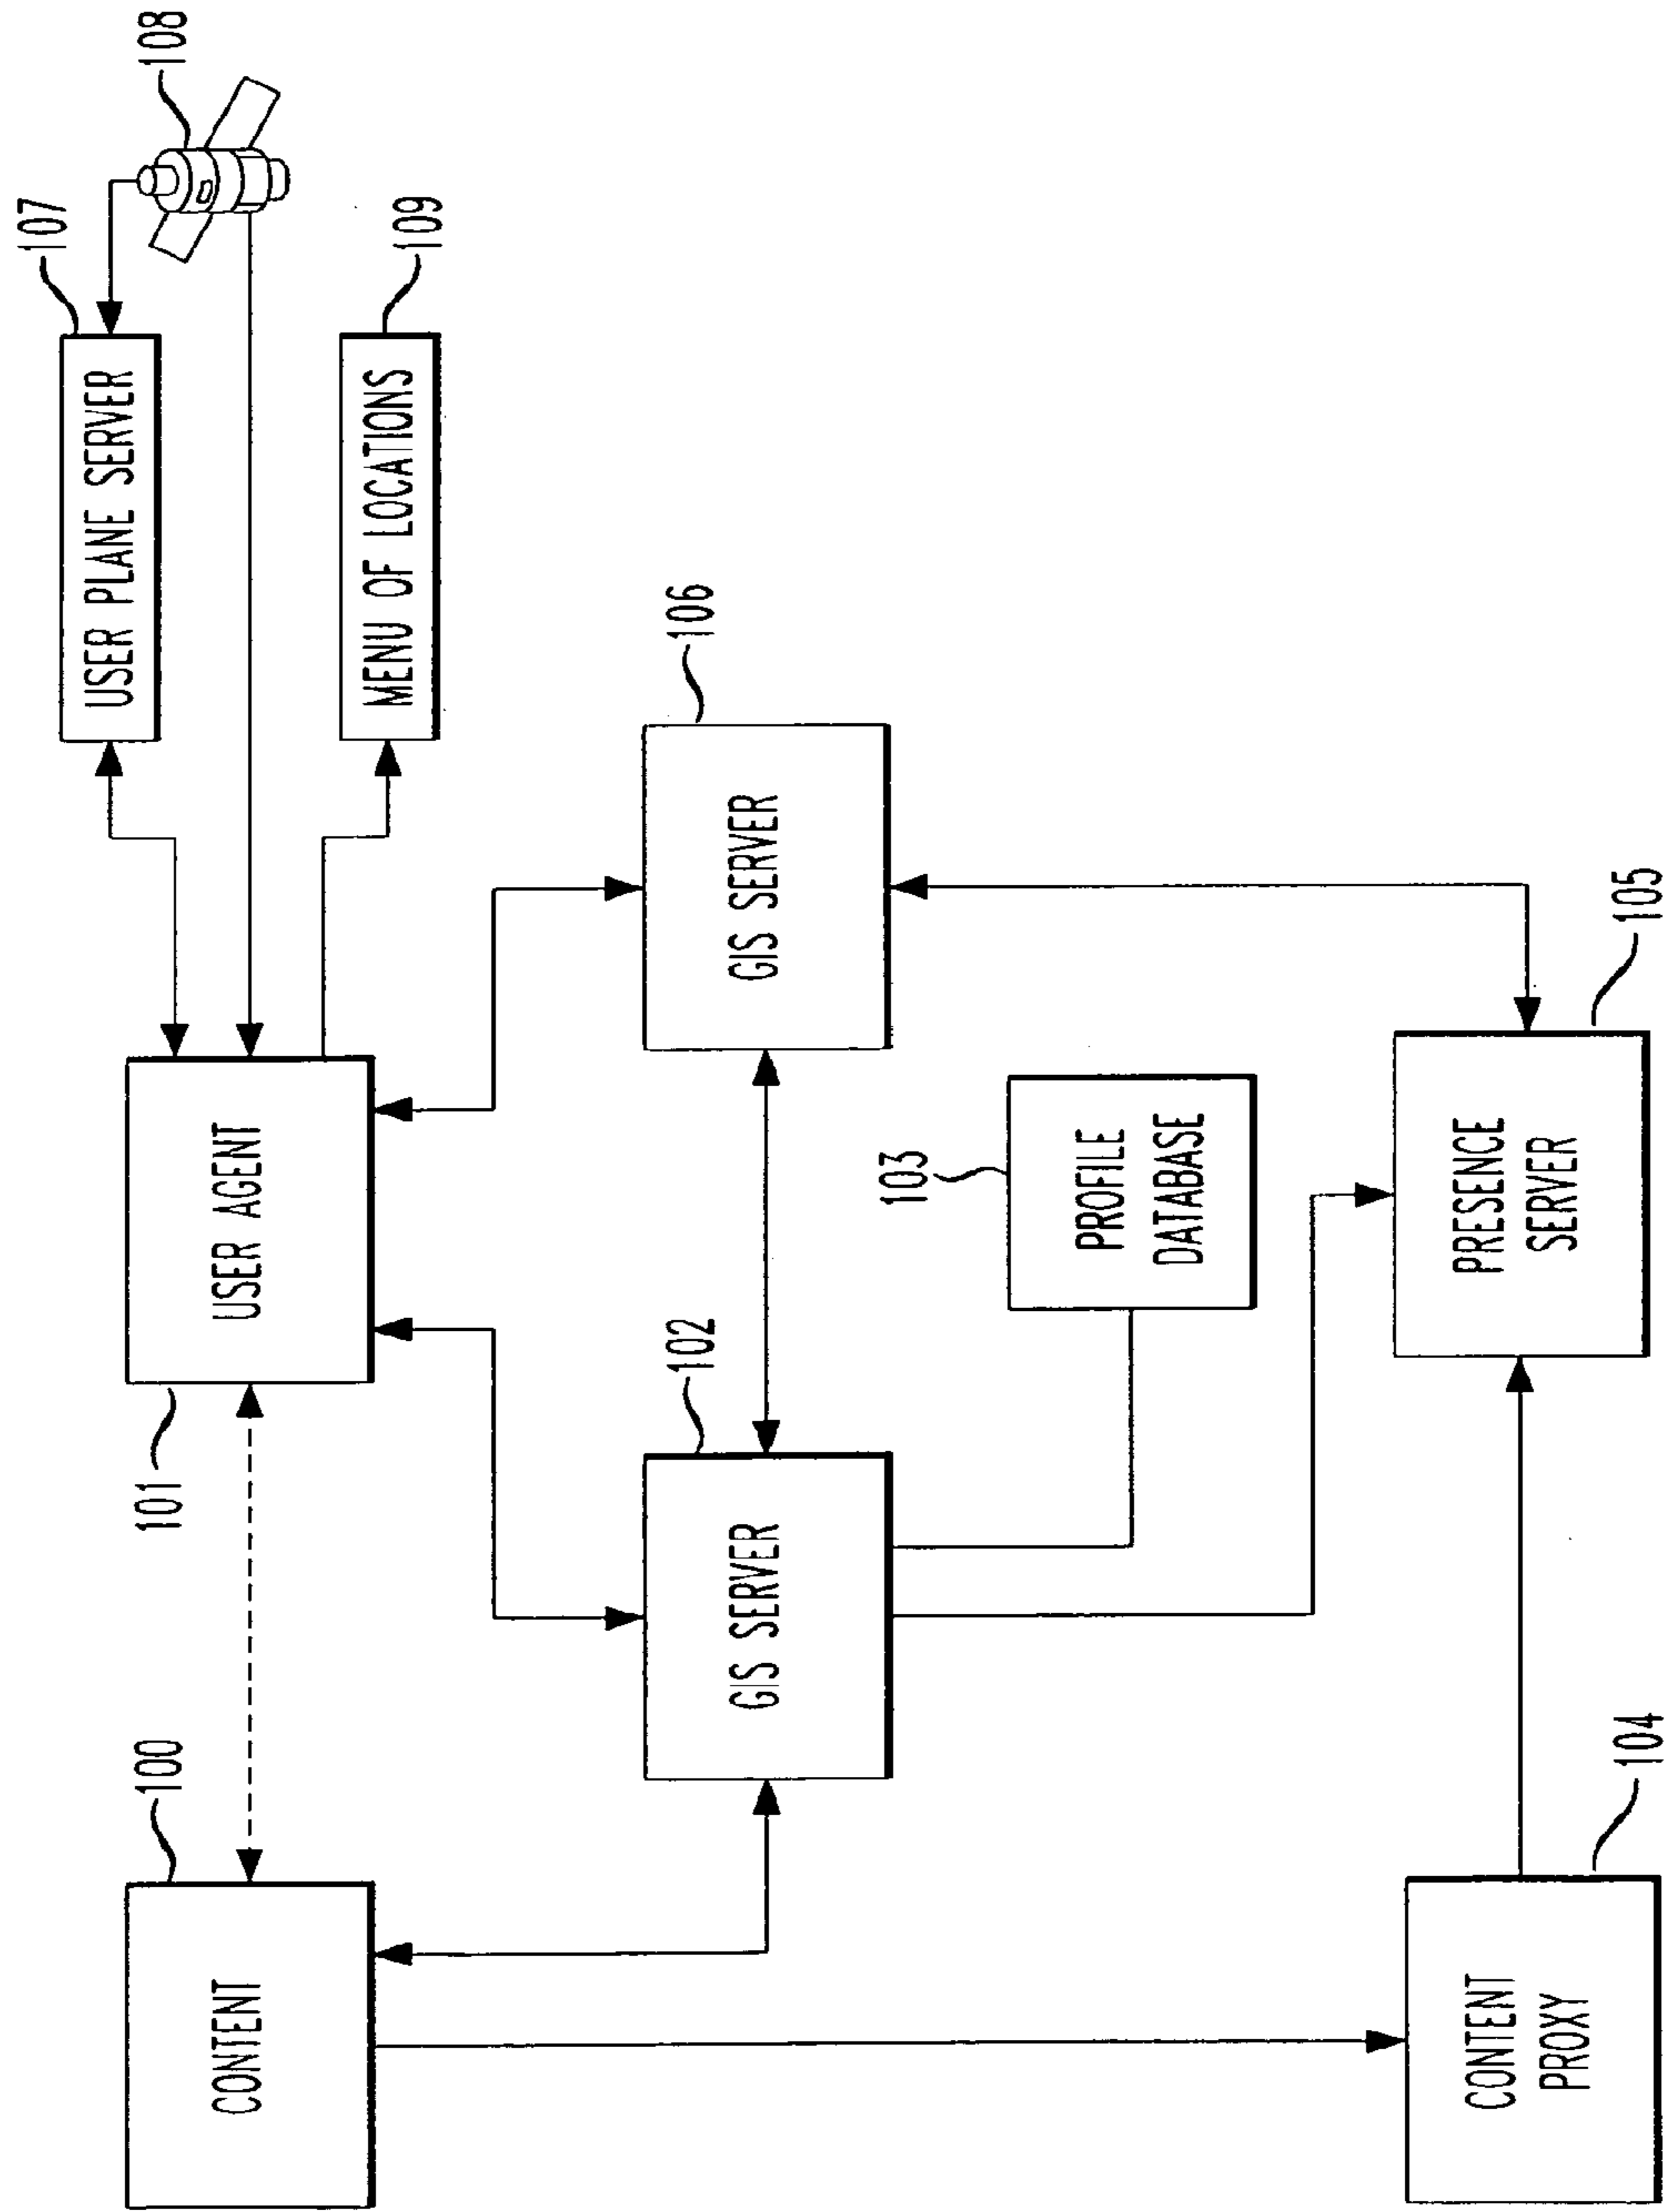 108
107
USER PLANE SERVER
109
MENU OF LOCATIONS
100
CONTENT
101
USER AGENT
102
GIS SERVER
106
GIS SERVER
103
PROFILE
DATABASE
104
CONTENT
PROXY
105
PRESENCE
SERVER